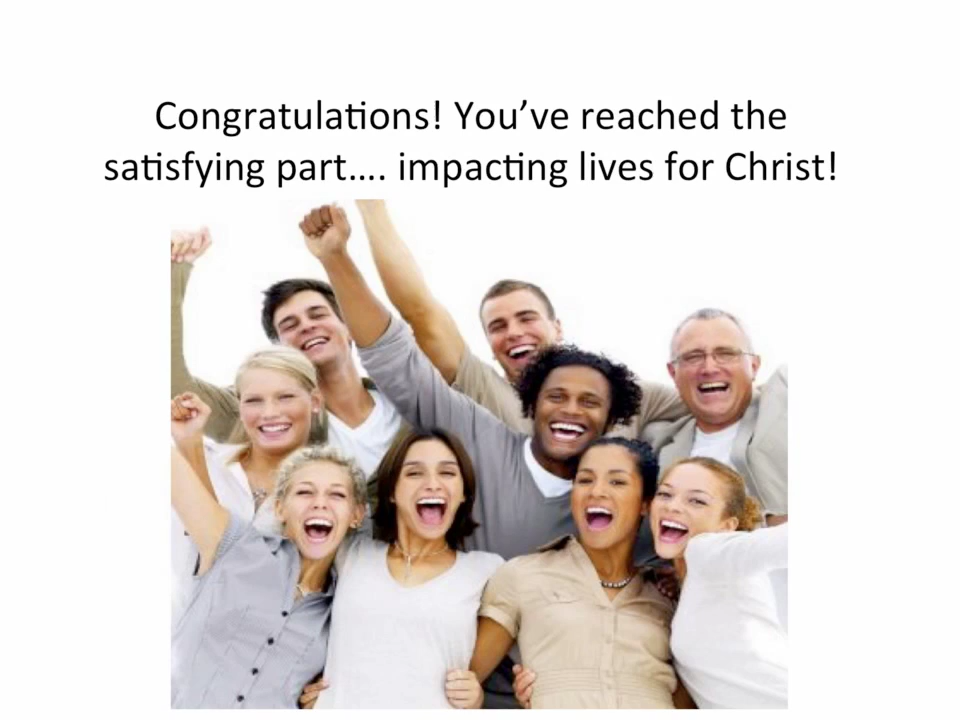 Congratulations! You’ve reached the
satisfying part…. impacting lives for Christ!